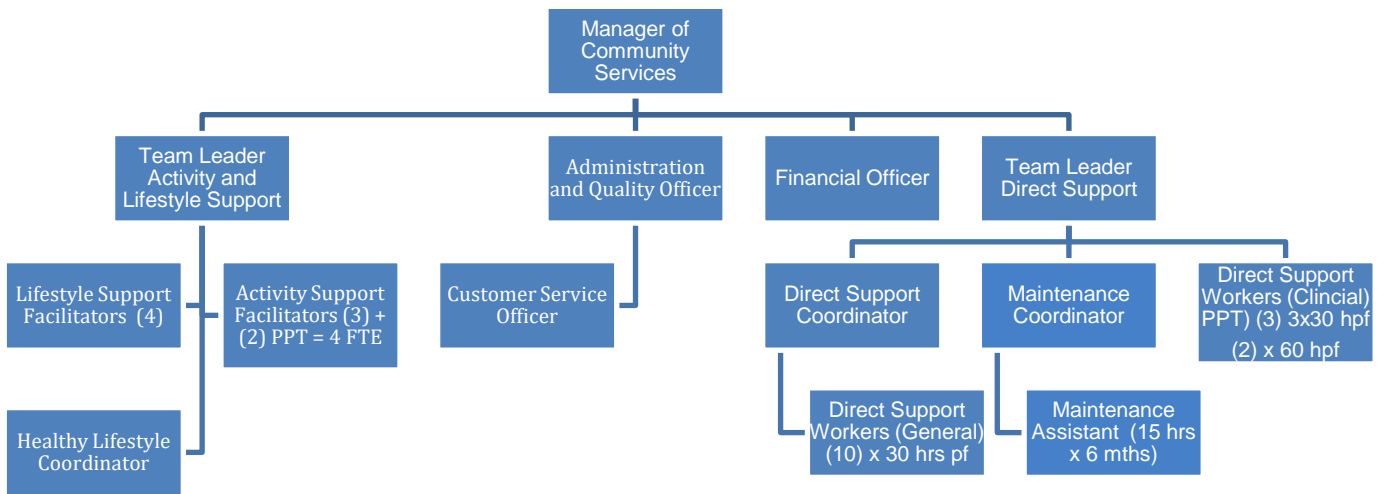 Manager of
Community
Services
Team Leader
Activity and
Lifestyle Support
Administration
and Quality Officer
Financial Officer
Team Leader
Direct Support
Lifestyle Support
Facilitators (4)
Activity Support
Facilitators (3) +
(2) PPT = 4 FTE
Customer Service
Officer
Direct Support
Coordinator
Maintenance
Coordinator
Direct Support
Workers (Clincial)
PPT) (3) 3x30 hpf
(2) x 60 hpf
Healthy Lifestyle
Coordinator
Direct Support
Workers (General)
(10) x 30 hrs pf
Maintenance
Assistant (15 hrs
x 6 mths)